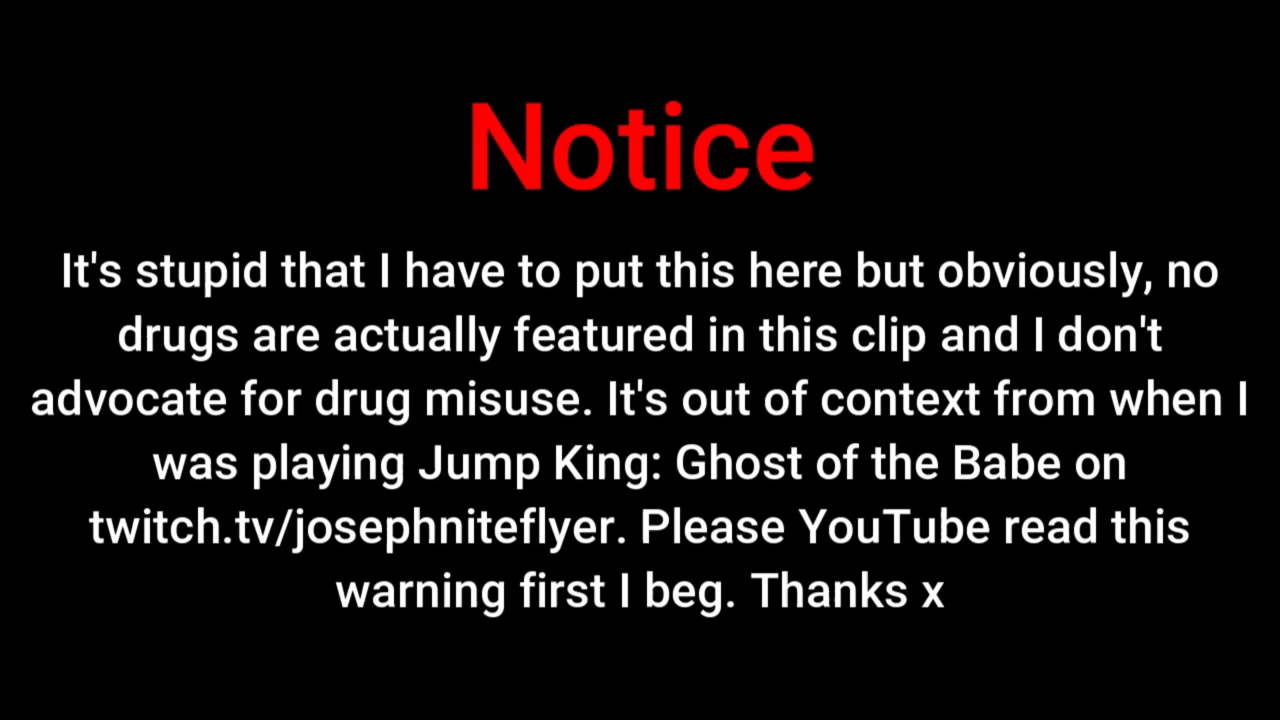 Notice
It's stupid that I have to put this here but obviously, no
drugs are actually featured in this clip and I don't
advocate for drug misuse. It's out of context from when I
was playing Jump King: Ghost of the Babe on
twitch.tv/josephniteflyer. Please YouTube read this
warning first I beg. Thanks x